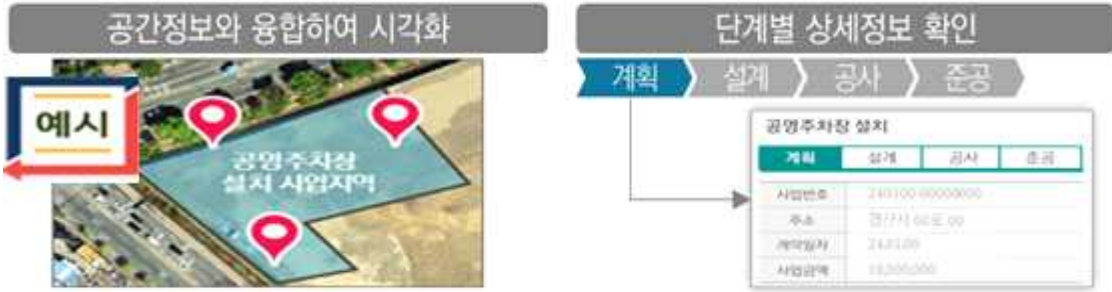 공간정보와 융합하여 시각화
예시
공영주차장
설치 사업지역
단계별 상세정보 확인
계획 설계 공사 준공
공영주차장 설치
계획 설계 공사 준공
사업번호
주소
계약일자
사업금액 10,000,000